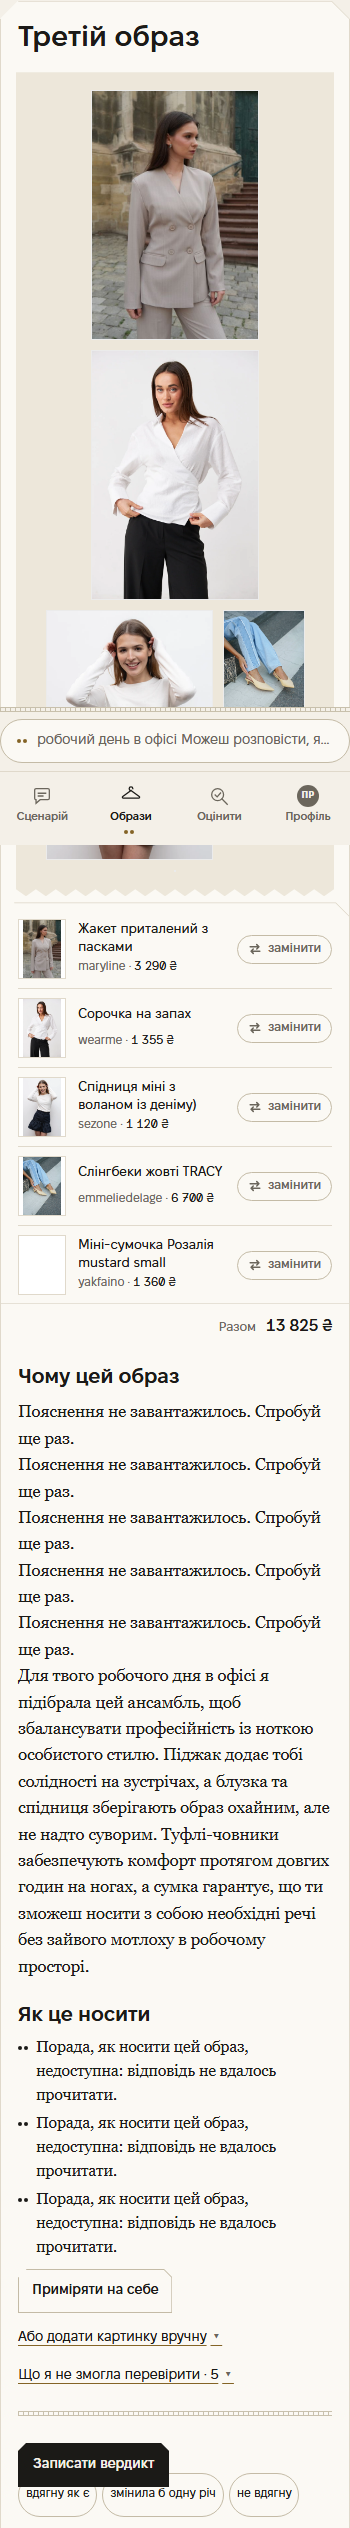 Третій образ
робочий день в офісі Можеш розповісти, я...
Сценарій
Образи
Оцінити
ПР
Профіль
Жакет приталений з
пасками
maryline · 3 290 ₴
замінити
Сорочка на запах
wearme · 1 355 ₴
замінити
Спідниця міні з
воланом із деніму)
sezone · 1 120 ₴
замінити
Слінгбеки жовті TRACY
emmeliedelage · 6 700 ₴
замінити
Міні-сумочка Розалія
mustard small
yakfaino · 1 360 ₴
замінити
Разом 13 825 ₴
Чому цей образ
Пояснення не завантажилось. Спробуй
ще раз.
Пояснення не завантажилось. Спробуй
ще раз.
Пояснення не завантажилось. Спробуй
ще раз.
Пояснення не завантажилось. Спробуй
ще раз.
Пояснення не завантажилось. Спробуй
ще раз.
Для твого робочого дня в офісі я
підібрала цей ансамбль, щоб
збалансувати професійність із ноткою
особистого стилю. Піджак додає тобі
солідності на зустрічах, а блузка та
спідниця зберігають образ охайним, але
не надто суворим. Туфлі-човники
забезпечують комфорт протягом довгих
годин на ногах, а сумка гарантує, що ти
зможеш носити з собою необхідні речі
без зайвого мотлоху в робочому
просторі.
Як це носити
Порада, як носити цей образ,
недоступна: відповідь не вдалось
прочитати.
Порада, як носити цей образ,
недоступна: відповідь не вдалось
прочитати.
Порада, як носити цей образ,
недоступна: відповідь не вдалось
прочитати.
Приміряти на себе
Або додати картинку вручну
Що я не змогла перевірити · 5
Записати вердикт
вдягну як є
змінила б одну річ
не вдягну